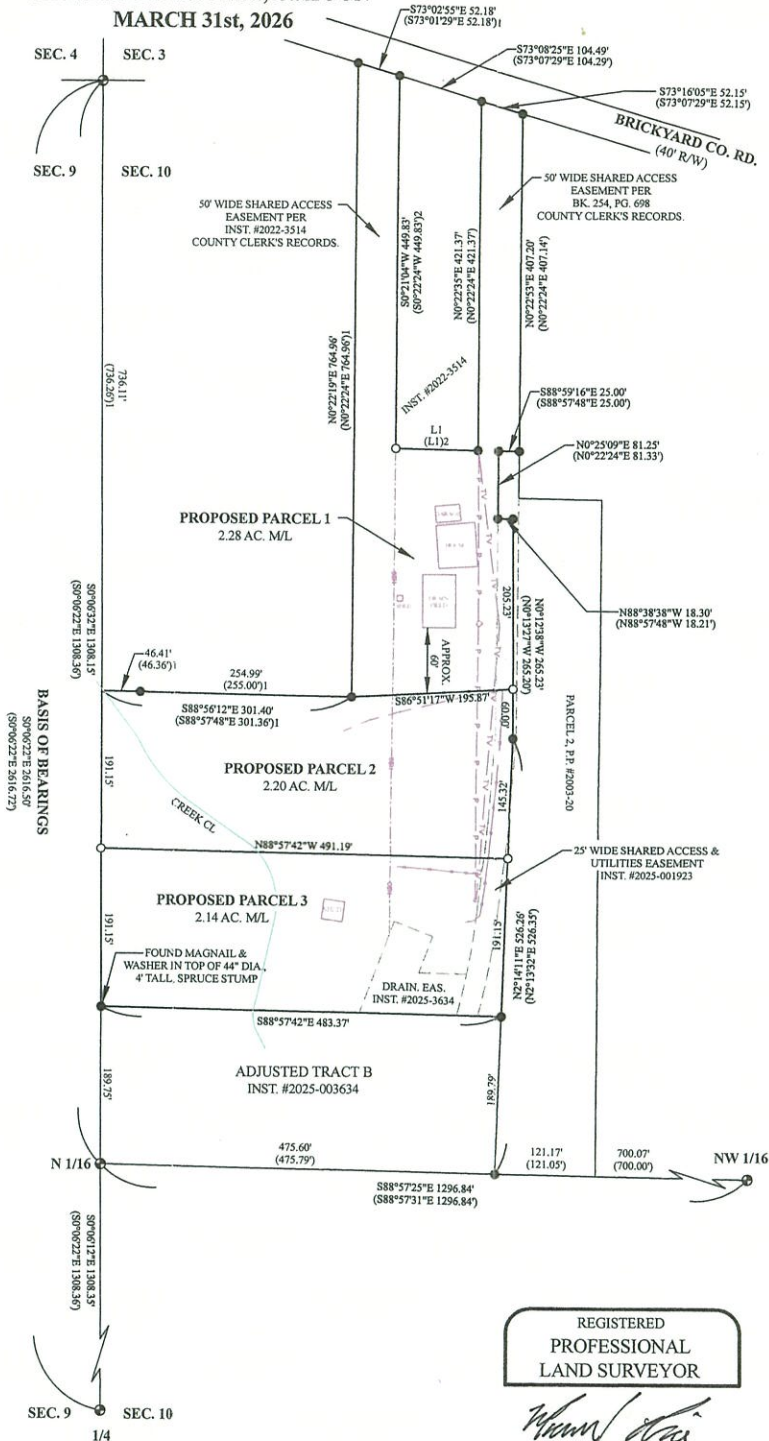 MARCH 31st, 2026
SEC. 4
SEC. 3
SEC. 9
SEC. 10
S73°02'55"E 52.18'
(S73°01'29"E 52.18')1
S73°08'25"E 104.49'
(S73°07'29"E 104.29')
S73°16'05"E 52.15'
(S73°07'29"E 52.15')
BRICKYARD CO. RD.
(40' R/W)
50' WIDE SHARED ACCESS
EASEMENT PER
INST. #2022-3514
COUNTY CLERK'S RECORDS.
50' WIDE SHARED ACCESS
EASEMENT PER
BK. 254, PG. 698
COUNTY CLERK'S RECORDS.
S0°21'04"W 449.83'
(S0°22'24"W 449.83')2
N0°22'35"E 421.37'
(N0°22'24"E 421.37')
N0°22'53"E 407.20'
(N0°22'24"E 407.14')
N0°22'19"E 764.96'
(N0°22'24"E 764.96')1
736.11'
(736.26')1
INST. #2022-3514
L1
(L1)2
S88°59'16"E 25.00'
(S88°57'48"E 25.00')
N0°25'09"E 81.25'
(N0°22'24"E 81.33')
PROPOSED PARCEL 1
2.28 AC. M/L
N88°38'38"W 18.30'
(N88°57'48"W 18.21')
205.23'
N0°12'38"W 265.23'
(N0°13'27"W 265.20')
TV
P
S0°06'32"E 1308.15'
(S0°06'22"E 1308.36')
46.41'
(46.36')1
254.99'
(255.00')1
S88°56'12"E 301.40'
(S88°57'48"E 301.36')1
APPROX.
60'
S86°51'17"W 195.87'
60.00'
PARCEL 2, P.P. #2003-20
BASIS OF BEARINGS
S0°06'22"E 2616.50'
(S0°06'22"E 2616.72')
191.15'
PROPOSED PARCEL 2
2.20 AC. M/L
145.32'
CREEK CL
N88°57'42"W 491.19'
25' WIDE SHARED ACCESS &
UTILITIES EASEMENT
INST. #2025-001923
PROPOSED PARCEL 3
2.14 AC. M/L
191.15'
191.15'
N2°14'11"E 526.26'
(N2°13'32"E 526.35')
FOUND MAGNAIL &
WASHER IN TOP OF 44" DIA.,
4' TALL, SPRUCE STUMP
DRAIN. EAS.
INST. #2025-3634
S88°57'42"E 483.37'
ADJUSTED TRACT B
INST. #2025-003634
189.75'
189.79'
N 1/16
475.60'
(475.79')
121.17'
(121.05')
700.07'
(700.00')
NW 1/16
S88°57'25"E 1296.84'
(S88°57'31"E 1296.84')
S0°06'12"E 1308.35'
(S0°06'22"E 1308.36')
SEC. 9
SEC. 10
1/4
REGISTERED
PROFESSIONAL
LAND SURVEYOR